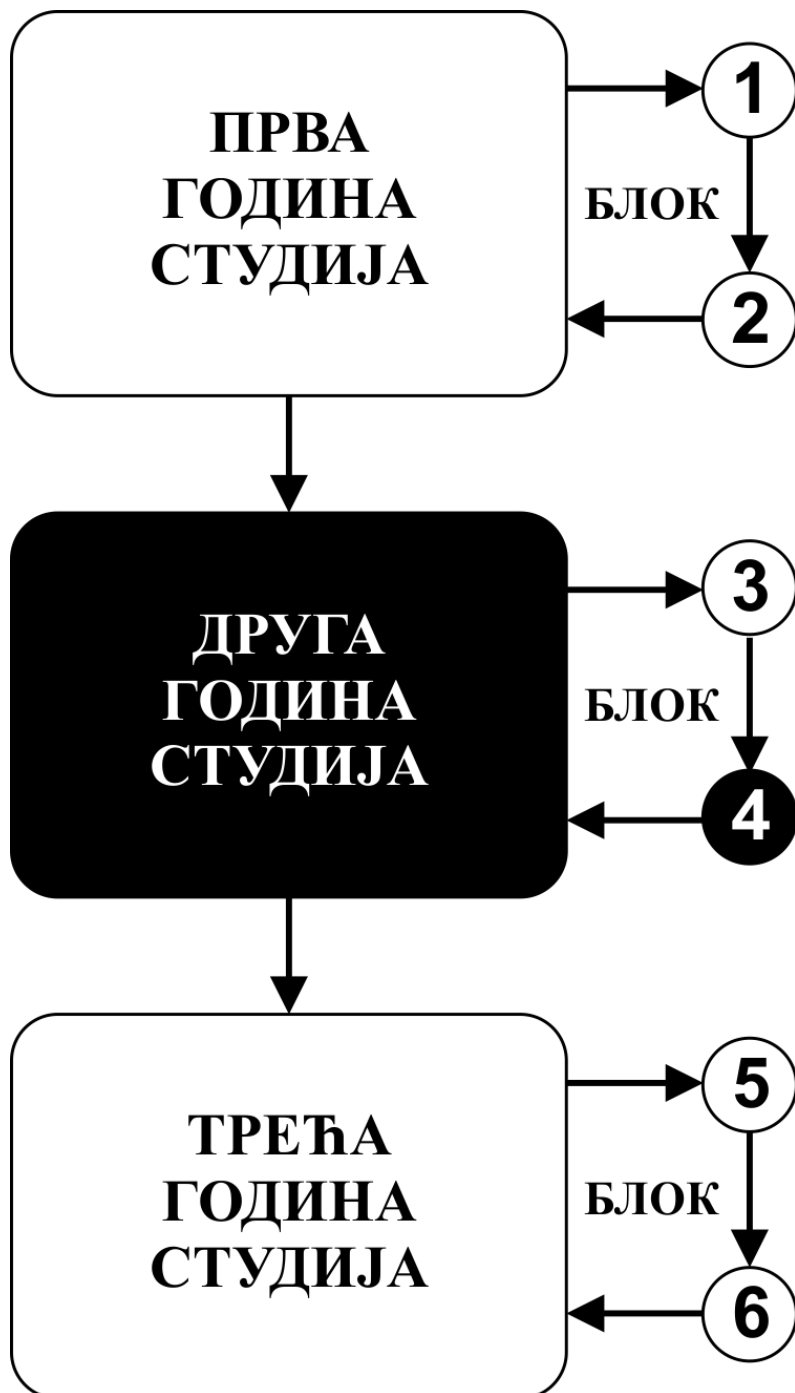 ПРВА
ГОДИНА
СТУДИЈА
1
БЛОК
2
ДРУГА
ГОДИНА
СТУДИЈА
3
БЛОК
4
ТРЕЋА
ГОДИНА
СТУДИЈА
5
БЛОК
6